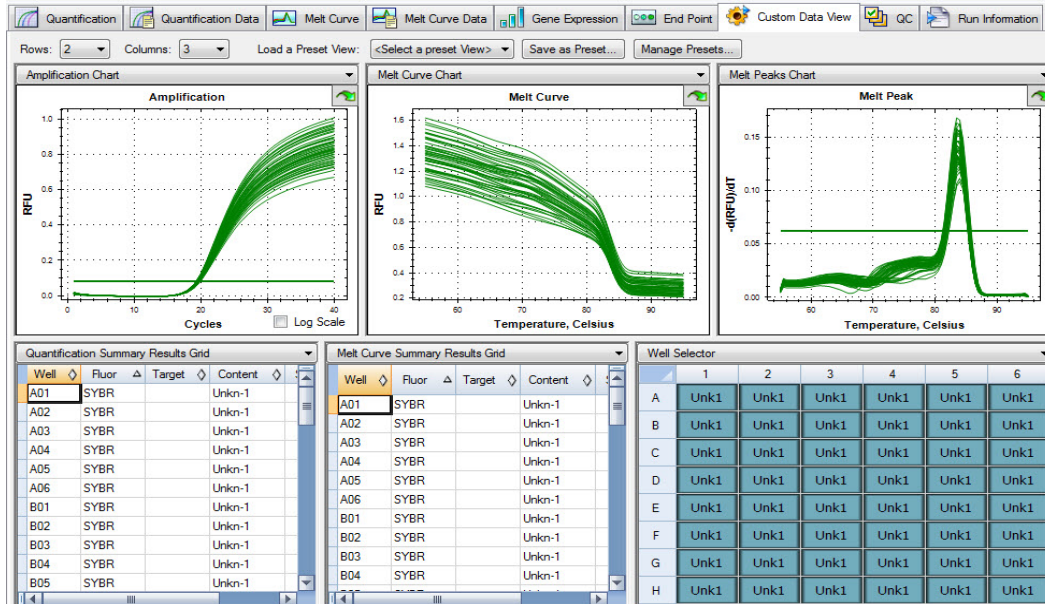 Quantification Quantification Data Melt Curve Melt Curve Data Gene Expression End Point Custom Data View QC Run Information
Rows: 2 Columns: 3 Load a Preset View: <Select a preset View> Save as Preset... Manage Presets...
Amplification Chart
Amplification
RFU
1.0
0.8
0.6
0.4
0.2
0.0
0 10 20 30 40
Cycles
Log Scale
Melt Curve Chart
Melt Curve
RFU
1.6
1.4
1.2
1.0
0.8
0.6
0.4
0.2
60 70 80 90
Temperature, Celsius
Melt Peaks Chart
Melt Peak
-d(RFU)/dT
0.15
0.10
0.05
0.00
60 70 80 90
Temperature, Celsius
Quantification Summary Results Grid
Well Fluor Target Content
A01 SYBR Unkn-1
A02 SYBR Unkn-1
A03 SYBR Unkn-1
A04 SYBR Unkn-1
A05 SYBR Unkn-1
A06 SYBR Unkn-1
B01 SYBR Unkn-1
B02 SYBR Unkn-1
B03 SYBR Unkn-1
B04 SYBR Unkn-1
B05 SYBR Unkn-1
Melt Curve Summary Results Grid
Well Fluor Target Content
A01 SYBR Unkn-1
A02 SYBR Unkn-1
A03 SYBR Unkn-1
A04 SYBR Unkn-1
A05 SYBR Unkn-1
A06 SYBR Unkn-1
B01 SYBR Unkn-1
B02 SYBR Unkn-1
B03 SYBR Unkn-1
B04 SYBR Unkn-1
Well Selector
1 2 3 4 5 6
A Unk1 Unk1 Unk1 Unk1 Unk1 Unk1
B Unk1 Unk1 Unk1 Unk1 Unk1 Unk1
C Unk1 Unk1 Unk1 Unk1 Unk1 Unk1
D Unk1 Unk1 Unk1 Unk1 Unk1 Unk1
E Unk1 Unk1 Unk1 Unk1 Unk1 Unk1
F Unk1 Unk1 Unk1 Unk1 Unk1 Unk1
G Unk1 Unk1 Unk1 Unk1 Unk1 Unk1
H Unk1 Unk1 Unk1 Unk1 Unk1 Unk1